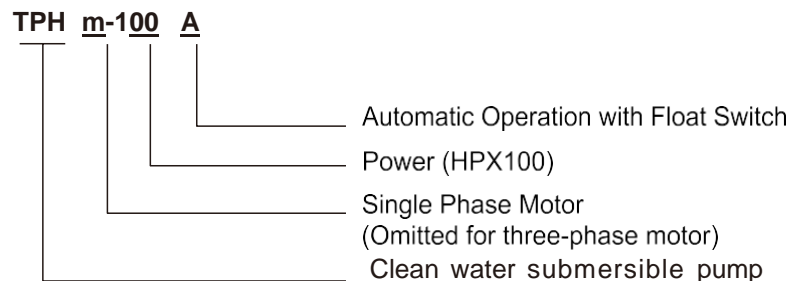 TPH m-100 A
Automatic Operation with Float Switch
Power (HPX100)
Single Phase Motor
(Omitted for three-phase motor)
Clean water submersible pump